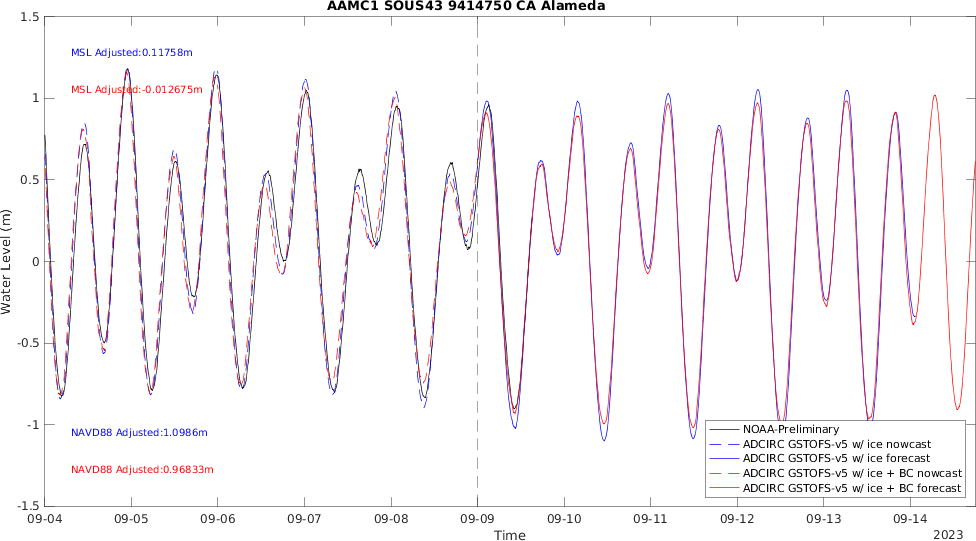 AAMC1 SOUS43 9414750 CA Alameda
1.5
MSL Adjusted:0.11758m
MSL Adjusted:-0.012675m
1
0.5
Water Level (m)
0
-0.5
-1
NAVD88 Adjusted:1.0986m
NAVD88 Adjusted:0.96833m
NOAA-Preliminary
ADCIRC GSTOFS-v5 w/ ice nowcast
ADCIRC GSTOFS-v5 w/ ice forecast
ADCIRC GSTOFS-v5 w/ ice + BC nowcast
ADCIRC GSTOFS-v5 w/ ice + BC forecast
-1.5
09-04 09-05 09-06 09-07 09-08 09-09 09-10 09-11 09-12 09-13 09-14
Time
2023